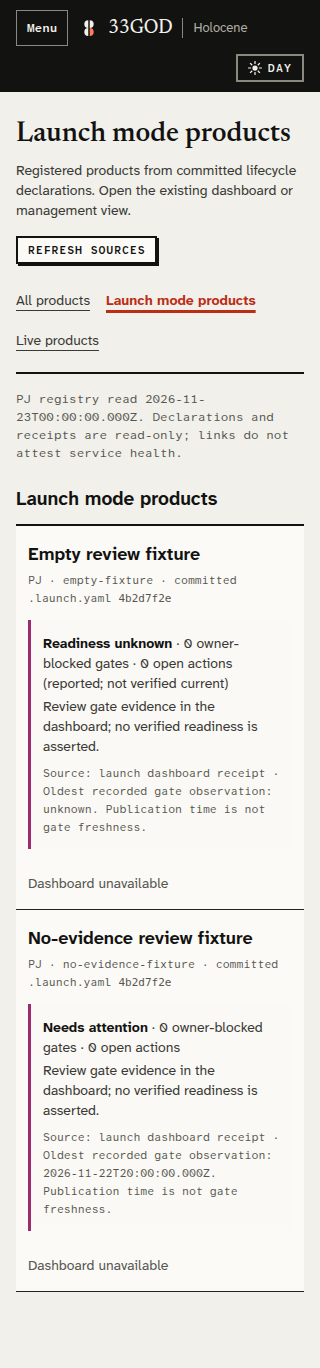 Menu
33GOD
Holocene
DAY
Launch mode products
Registered products from committed lifecycle
declarations. Open the existing dashboard or
management view.
REFRESH SOURCES
All products
Launch mode products
Live products
PJ registry read 2026-11-
23T00:00:00.000Z. Declarations and
receipts are read-only; links do not
attest service health.
Launch mode products
Empty review fixture
PJ · empty-fixture · committed
.launch.yaml 4b2d7f2e
Readiness unknown · 0 owner-
blocked gates · 0 open actions
(reported; not verified current)
Review gate evidence in the
dashboard; no verified readiness is
asserted.
Source: launch dashboard receipt ·
Oldest recorded gate observation:
unknown. Publication time is not
gate freshness.
Dashboard unavailable
No-evidence review fixture
PJ · no-evidence-fixture · committed
.launch.yaml 4b2d7f2e
Needs attention · 0 owner-blocked
gates · 0 open actions
Review gate evidence in the
dashboard; no verified readiness is
asserted.
Source: launch dashboard receipt ·
Oldest recorded gate observation:
2026-11-22T20:00:00.000Z.
Publication time is not gate
freshness.
Dashboard unavailable